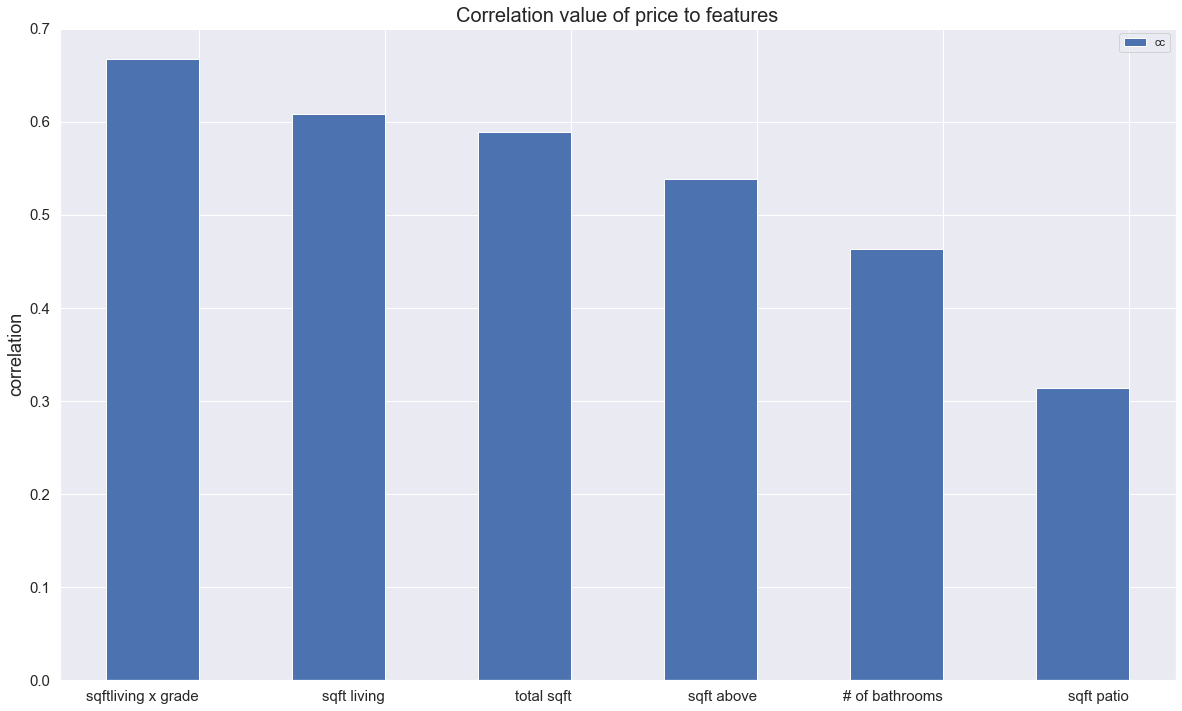 Correlation value of price to features
cc
correlation
0.7
0.6
0.5
0.4
0.3
0.2
0.1
0.0
sqftliving x grade sqft living total sqft sqft above # of bathrooms sqft patio